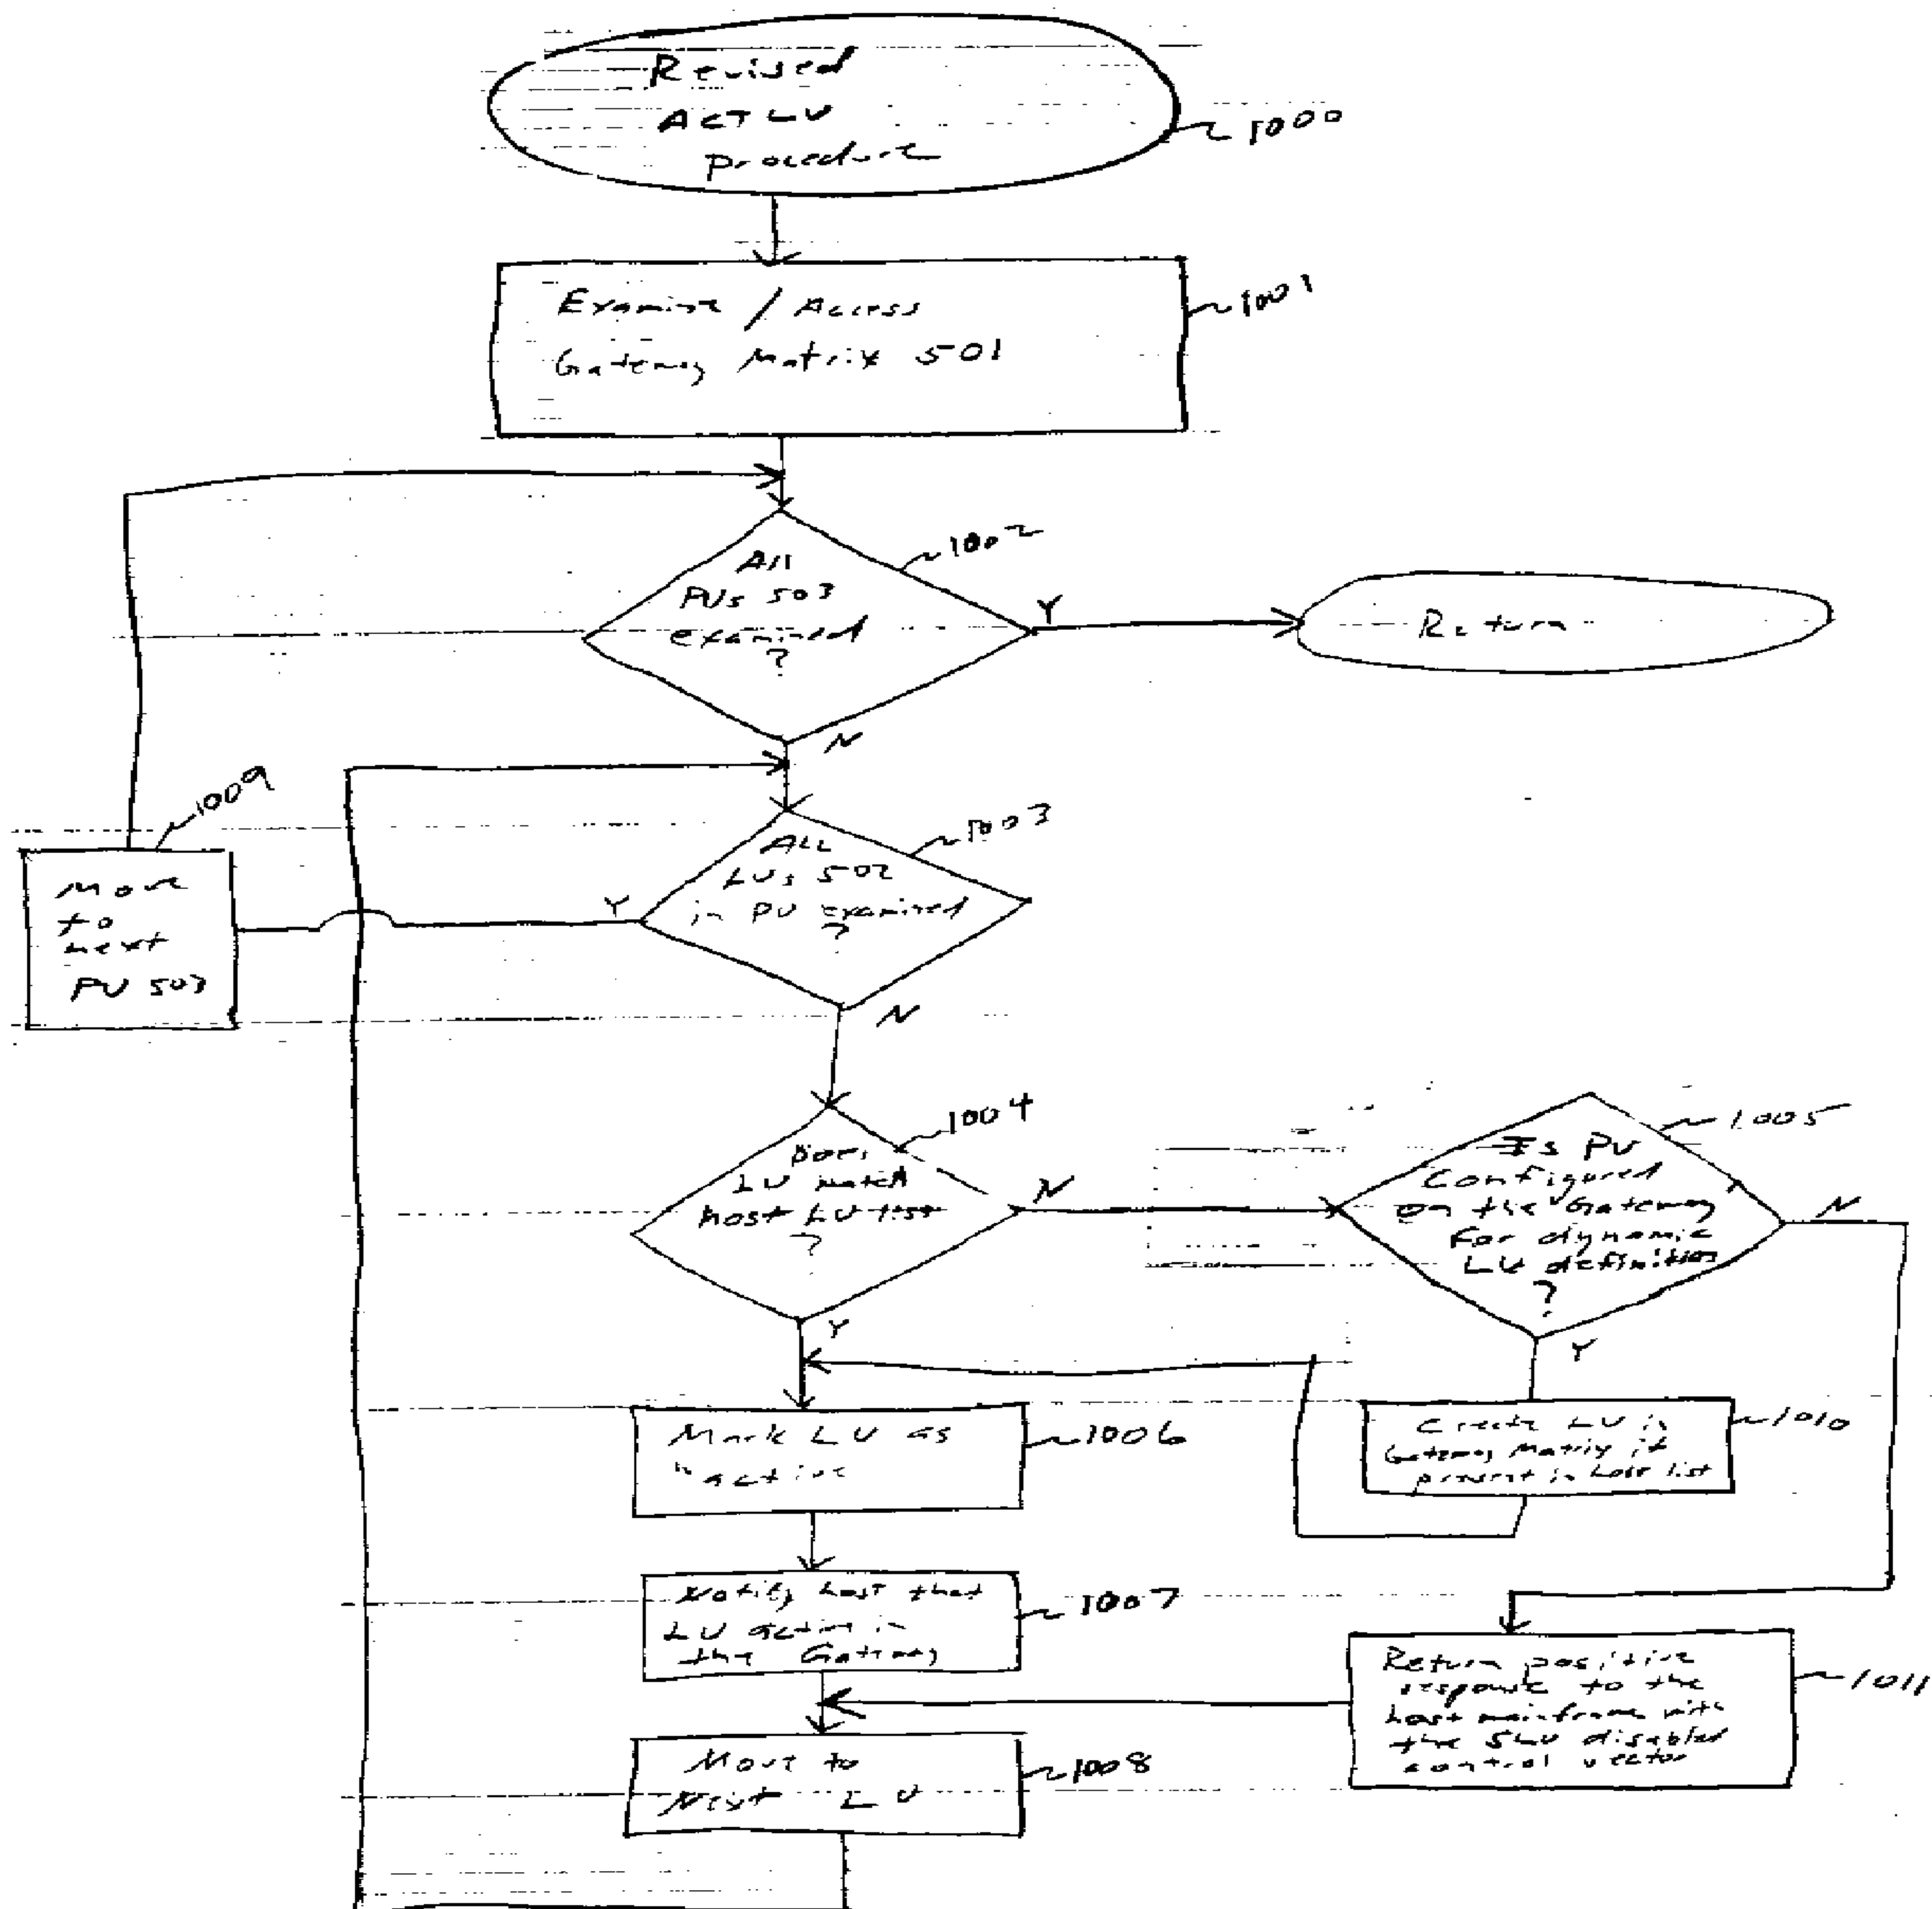 Revised
ACTLU
procedure
1000
Examine / Access
Gateway Matrix 501
1001
All
PUs 503
examined
?
1002
Y
Return
N
1009
Move
to
next
PU 503
ALL
LUs 502
in PU examined
?
1003
Y
N
Does
LU match
host LU list
?
1004
N
Is PU
Configured
on the Gateway
for dynamic
LU definition
?
1005
N
Y
Y
Mark LU as
"active
1006
Create LU in
Gateway Matrix if
present in host list
1010
Notify host that
LU active in
the Gateway
1007
Return positive
response to the
host mainframe with
the SLU disabled
control vector
1011
Move to
Next LU
1008